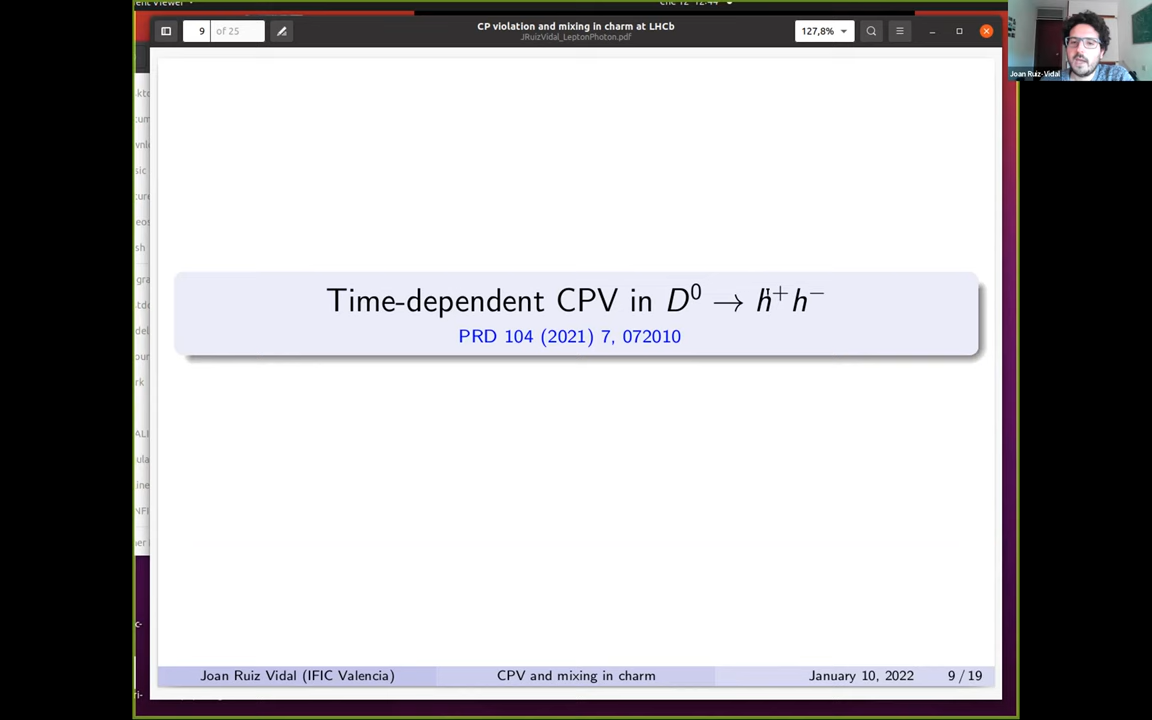 ent Viewer
9 of 25
CP violation and mixing in charm at LHCb
JRuizVidal_LeptonPhoton.pdf
127,8%
Joan Ruiz-Vidal
Time-dependent CPV in D⁰ → h⁺h⁻
PRD 104 (2021) 7, 072010
Joan Ruiz Vidal (IFIC Valencia) CPV and mixing in charm January 10, 2022 9 / 19